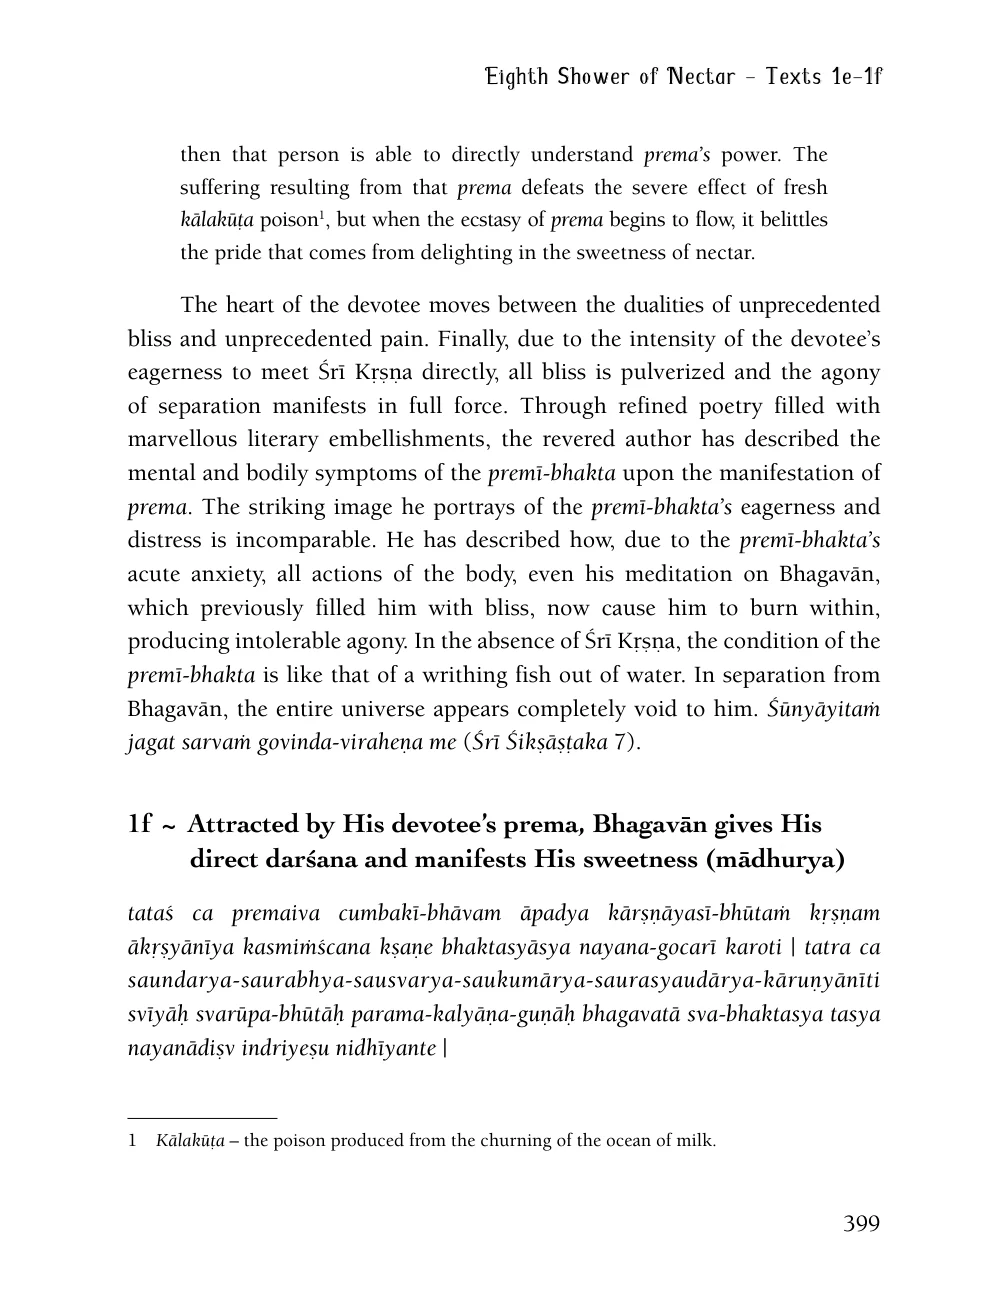 Eighth Shower of Nectar – Texts 1e–1f
then that person is able to directly understand prema’s power. The
suffering resulting from that prema defeats the severe effect of fresh
kālakūṭa poison¹, but when the ecstasy of prema begins to flow, it belittles
the pride that comes from delighting in the sweetness of nectar.
The heart of the devotee moves between the dualities of unprecedented
bliss and unprecedented pain. Finally, due to the intensity of the devotee’s
eagerness to meet Śrī Kṛṣṇa directly, all bliss is pulverized and the agony
of separation manifests in full force. Through refined poetry filled with
marvellous literary embellishments, the revered author has described the
mental and bodily symptoms of the premī-bhakta upon the manifestation of
prema. The striking image he portrays of the premī-bhakta’s eagerness and
distress is incomparable. He has described how, due to the premī-bhakta’s
acute anxiety, all actions of the body, even his meditation on Bhagavān,
which previously filled him with bliss, now cause him to burn within,
producing intolerable agony. In the absence of Śrī Kṛṣṇa, the condition of the
premī-bhakta is like that of a writhing fish out of water. In separation from
Bhagavān, the entire universe appears completely void to him. Śūnyāyitaṁ
jagat sarvaṁ govinda-viraheṇa me (Śrī Śikṣāṣṭaka 7).
1f ~ Attracted by His devotee’s prema, Bhagavān gives His
direct darśana and manifests His sweetness (mādhurya)
tataś ca premaiva cumbakī-bhāvam āpadya kārṣṇāyasī-bhūtaṁ kṛṣṇam
ākṛṣyānīya kasmiṁścana kṣaṇe bhaktasyāsya nayana-gocarī karoti | tatra ca
saundarya-saurabhya-sausvarya-saukumārya-saurasyaudārya-kāruṇyānīti
svīyāḥ svarūpa-bhūtāḥ parama-kalyāṇa-guṇāḥ bhagavatā sva-bhaktasya tasya
nayanādiṣv indriyeṣu nidhīyante |
1 Kālakūṭa – the poison produced from the churning of the ocean of milk.
399